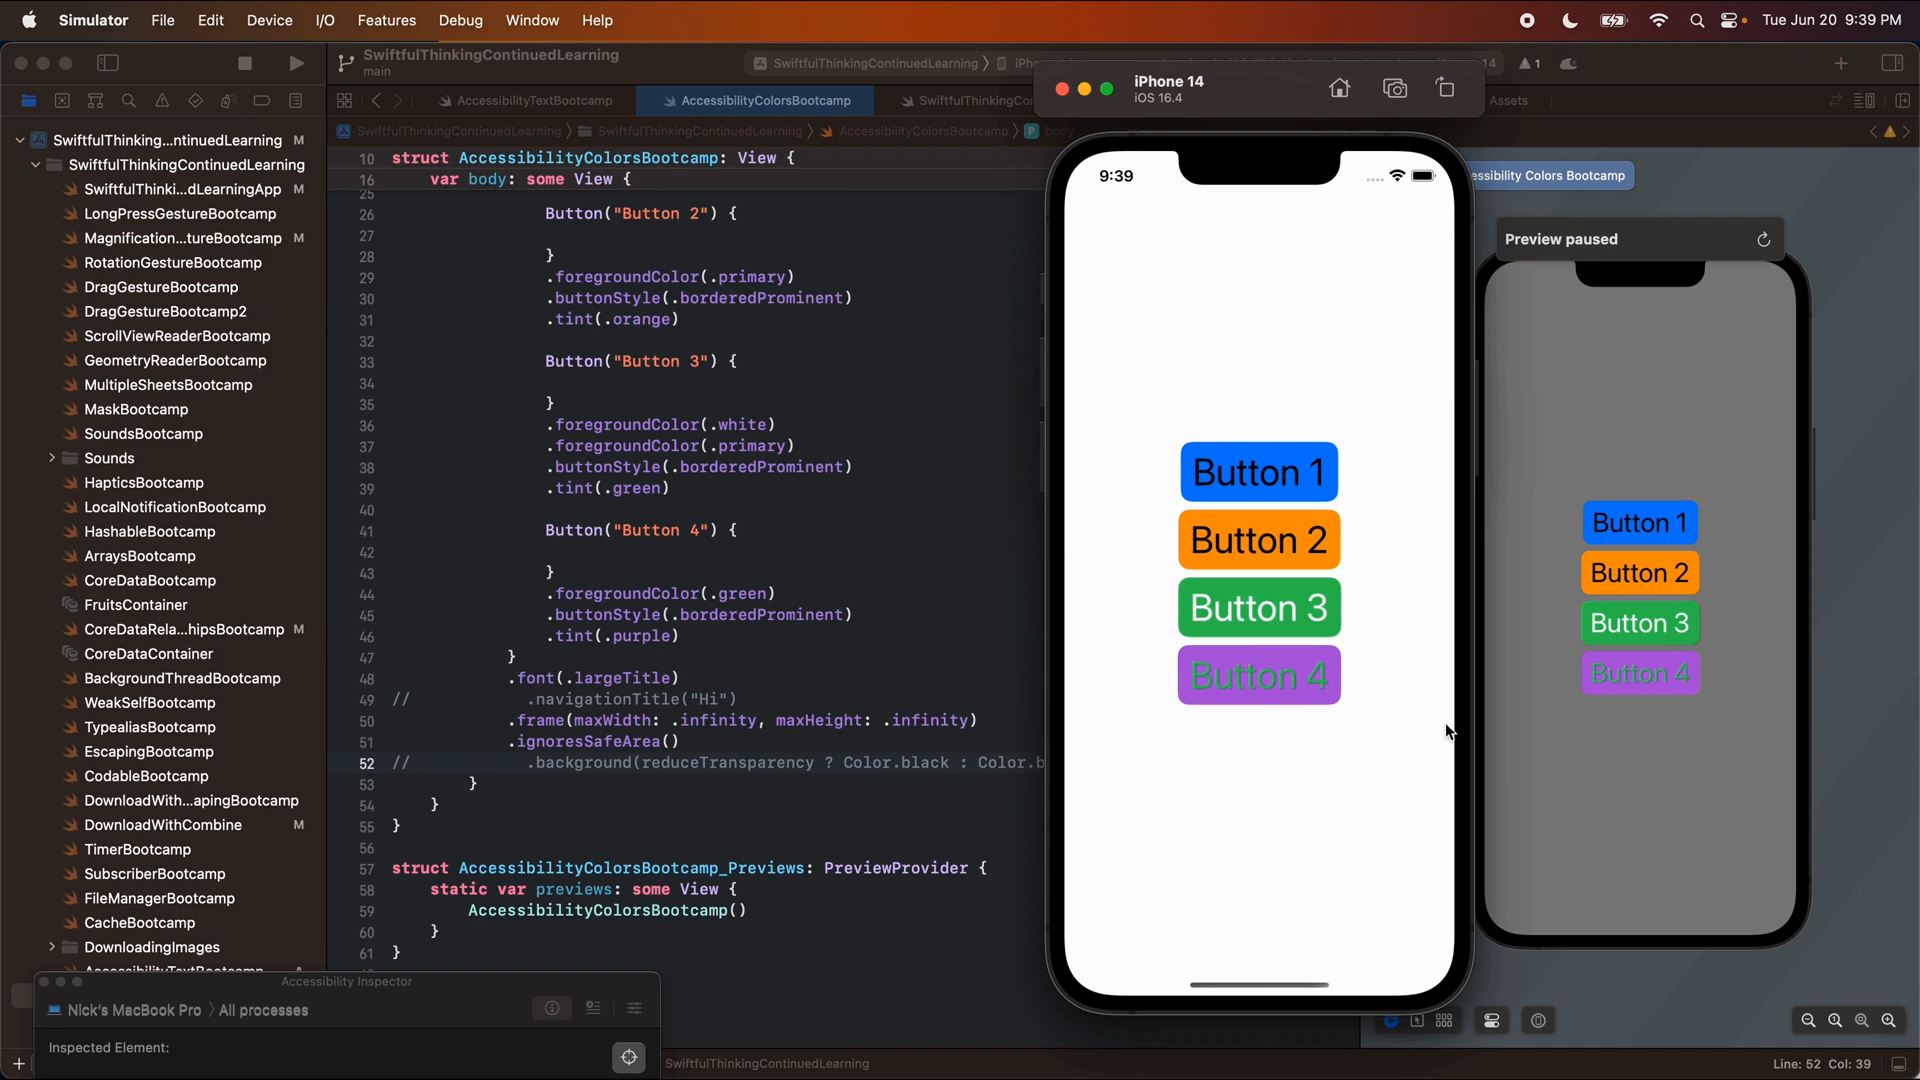 Simulator File Edit Device I/O Features Debug Window Help
Tue Jun 20 9:39 PM
SwiftfulThinkingContinuedLearning
main
SwiftfulThinkingContinuedLearning
14
1
AccessibilityTextBootcamp
AccessibilityColorsBootcamp
Assets
SwiftfulThinkingContinuedLearning
SwiftfulThinkingContinuedLearning
AccessibilityColorsBootcamp
P body
SwiftfulThinking...ntinuedLearning M
SwiftfulThinkingContinuedLearning
SwiftfulThinki...dLearningApp M
LongPressGestureBootcamp
Magnification...tureBootcamp M
RotationGestureBootcamp
DragGestureBootcamp
DragGestureBootcamp2
ScrollViewReaderBootcamp
GeometryReaderBootcamp
MultipleSheetsBootcamp
MaskBootcamp
SoundsBootcamp
Sounds
HapticsBootcamp
LocalNotificationBootcamp
HashableBootcamp
ArraysBootcamp
CoreDataBootcamp
FruitsContainer
CoreDataRela...hipsBootcamp M
CoreDataContainer
BackgroundThreadBootcamp
WeakSelfBootcamp
TypealiasBootcamp
EscapingBootcamp
CodableBootcamp
DownloadWith...apingBootcamp
DownloadWithCombine M
TimerBootcamp
SubscriberBootcamp
FileManagerBootcamp
CacheBootcamp
DownloadingImages
10 struct AccessibilityColorsBootcamp: View {
16 var body: some View {
25
26 Button("Button 2") {
27
28 }
29 .foregroundColor(.primary)
30 .buttonStyle(.borderedProminent)
31 .tint(.orange)
32
33 Button("Button 3") {
34
35 }
36 .foregroundColor(.white)
37 .foregroundColor(.primary)
38 .buttonStyle(.borderedProminent)
39 .tint(.green)
40
41 Button("Button 4") {
42
43 }
44 .foregroundColor(.green)
45 .buttonStyle(.borderedProminent)
46 .tint(.purple)
47 }
48 .font(.largeTitle)
49 // .navigationTitle("Hi")
50 .frame(maxWidth: .infinity, maxHeight: .infinity)
51 .ignoresSafeArea()
52 // .background(reduceTransparency ? Color.black : Color.b
53 }
54 }
55 }
56
57 struct AccessibilityColorsBootcamp_Previews: PreviewProvider {
58 static var previews: some View {
59 AccessibilityColorsBootcamp()
60 }
61 }
iPhone 14
iOS 16.4
9:39
Button 1
Button 2
Button 3
Button 4
essibility Colors Bootcamp
Preview paused
Button 1
Button 2
Button 3
Button 4
Accessibility Inspector
Nick's MacBook Pro All processes
Inspected Element:
SwiftfulThinkingContinuedLearning
Line: 52 Col: 39